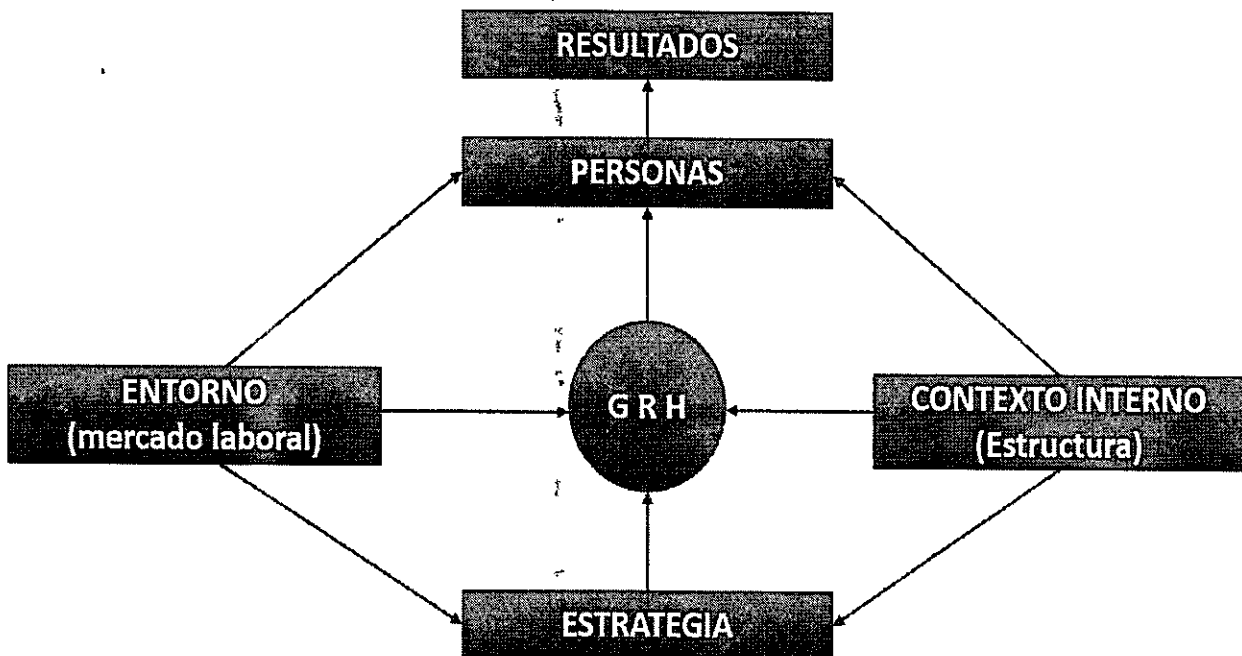 RESULTADOS
PERSONAS
ENTORNO
(mercado laboral)
G R H
CONTEXTO INTERNO
(Estructura)
ESTRATEGIA